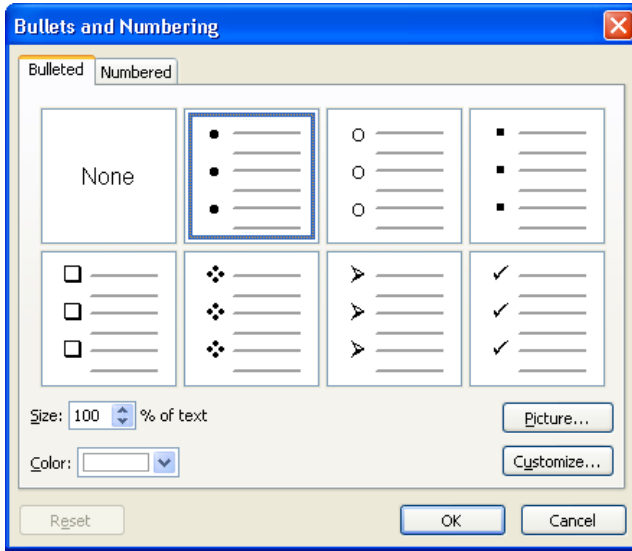 Bullets and Numbering
Bulleted Numbered
None
Size: 100 % of text
Picture...
Color:
Customize...
Reset OK Cancel